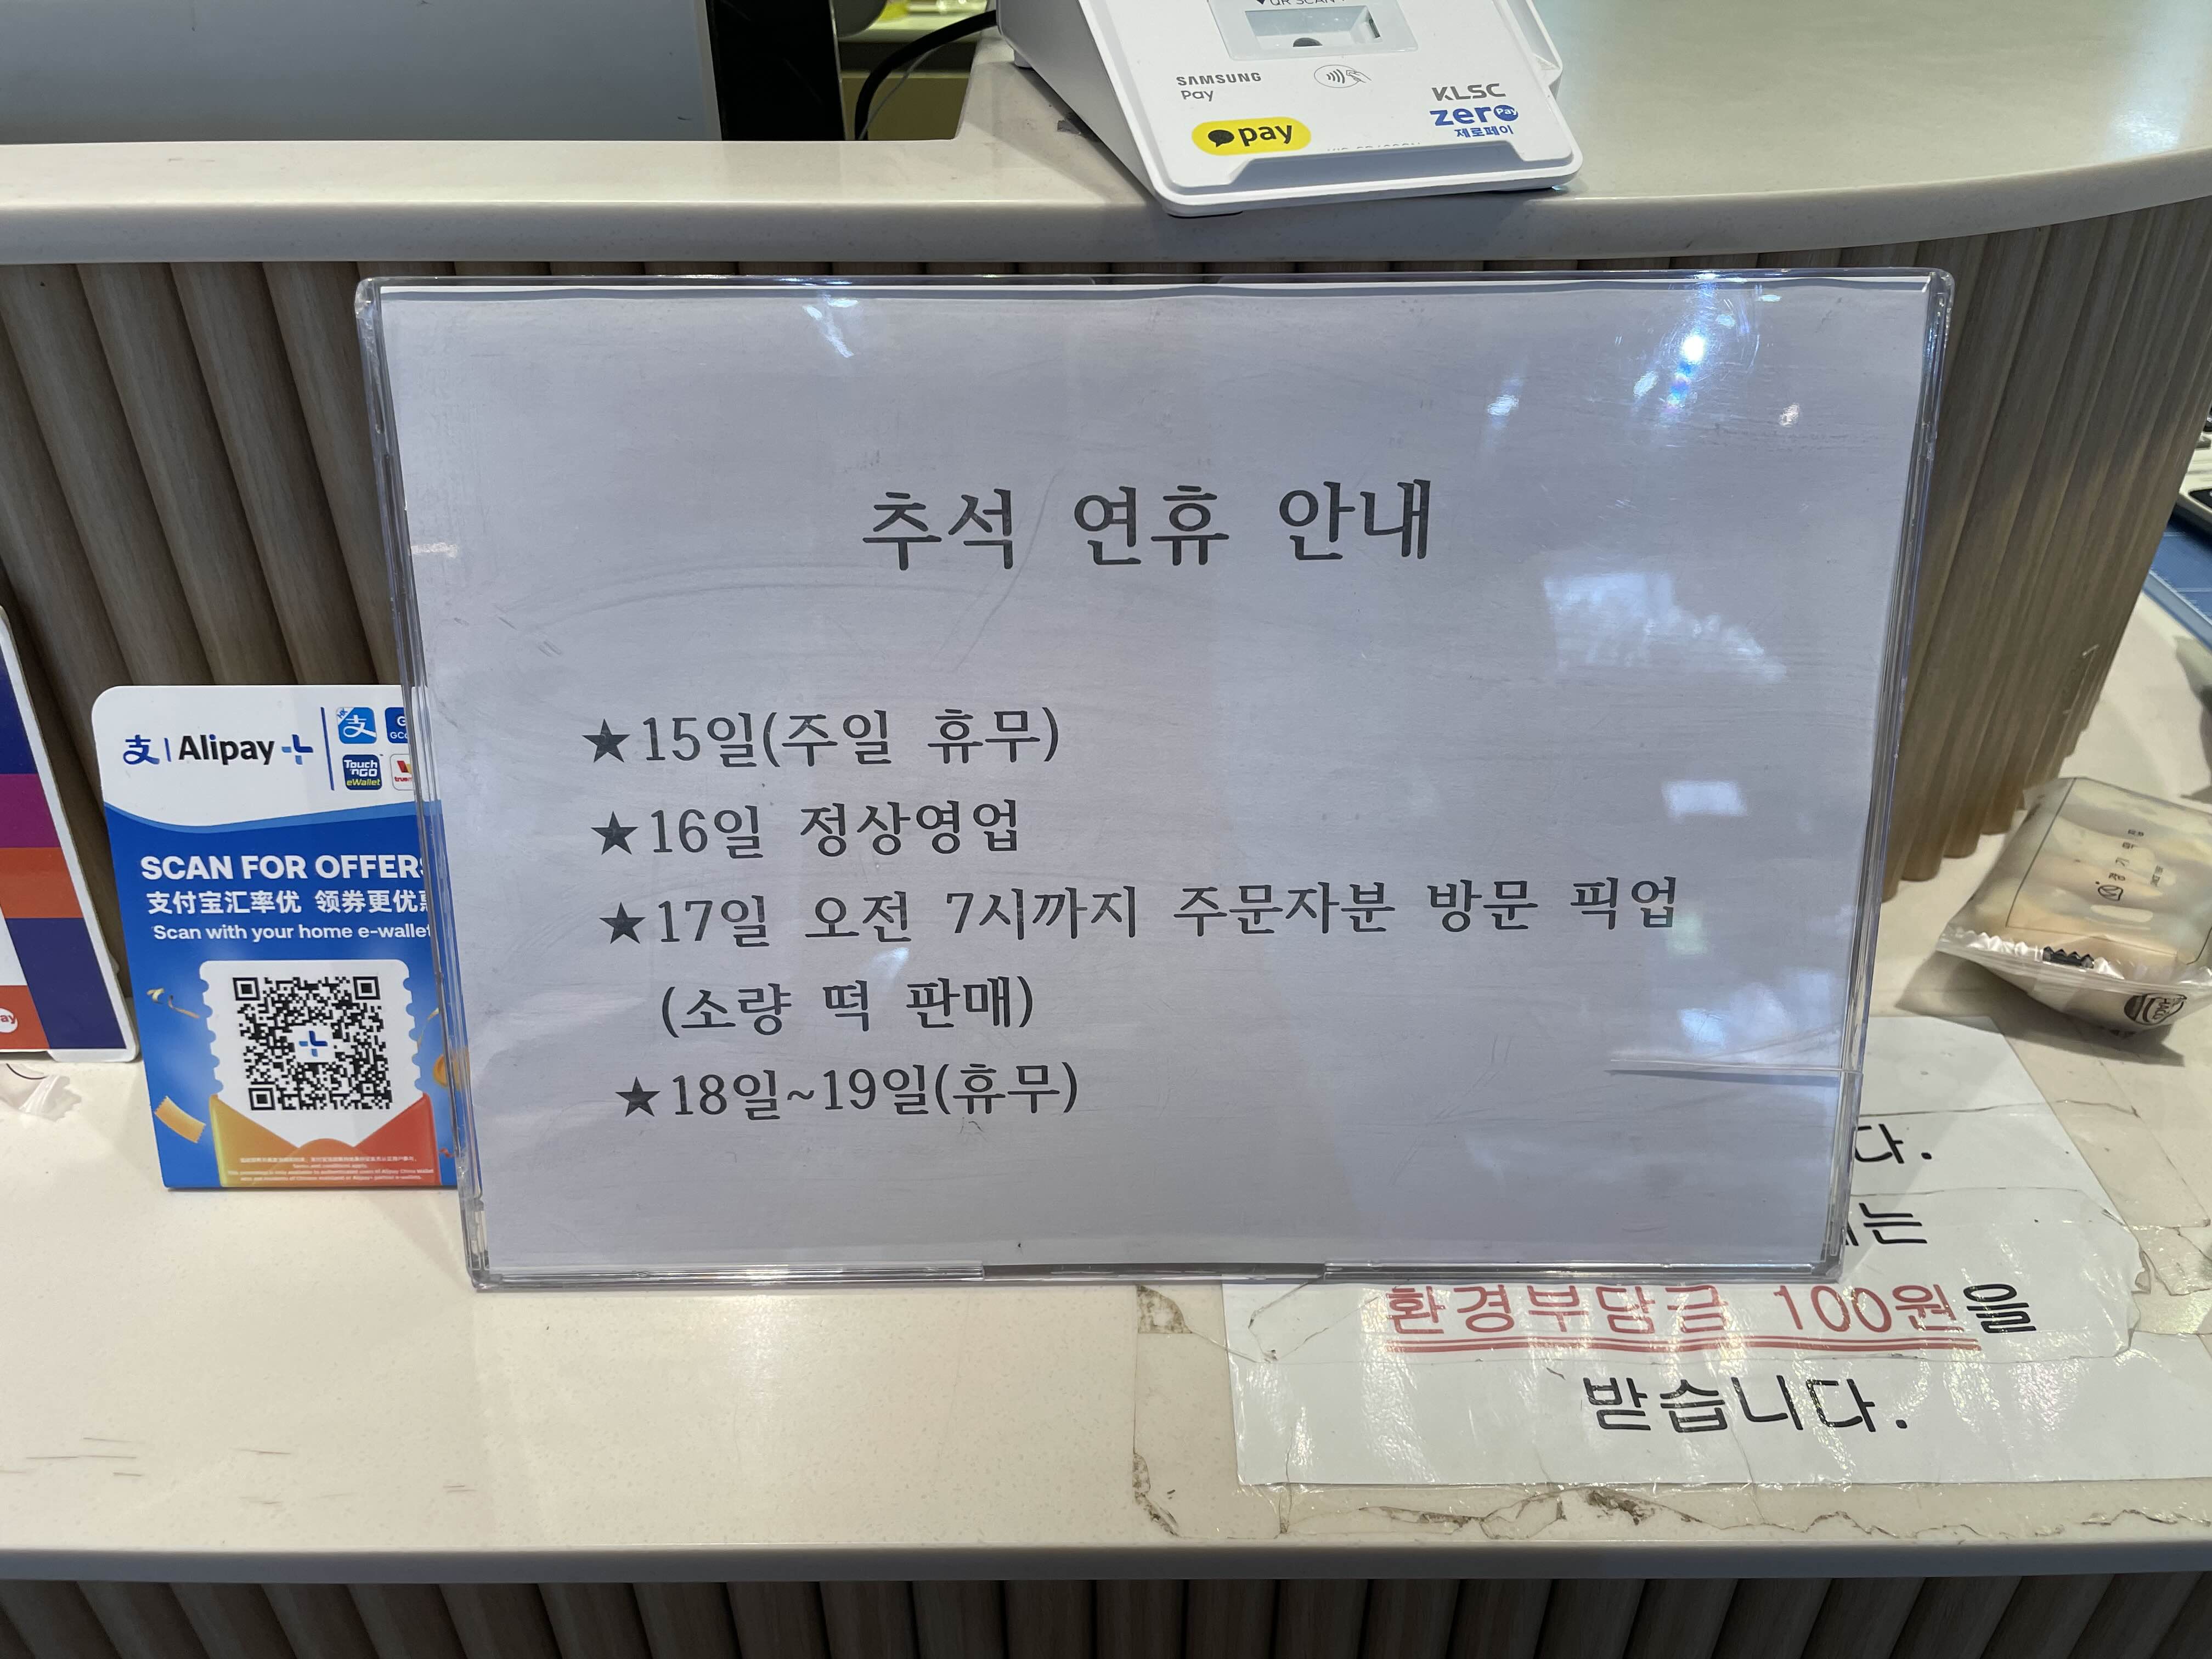 QR SCAN
SAMSUNG
Pay
pay
KLSC
zero Pay
제로페이
추석 연휴 안내
★15일(주일 휴무)
★16일 정상영업
★17일 오전 7시까지 주문자분 방문 픽업
(소량 떡 판매)
★18일~19일(휴무)
支 Alipay+
支
Touch
'nGO
eWallet
SCAN FOR OFFERS
支付宝汇率优 领券更优
Scan with your home e-wallet
다.
는
환경부담금 100원을
받습니다.